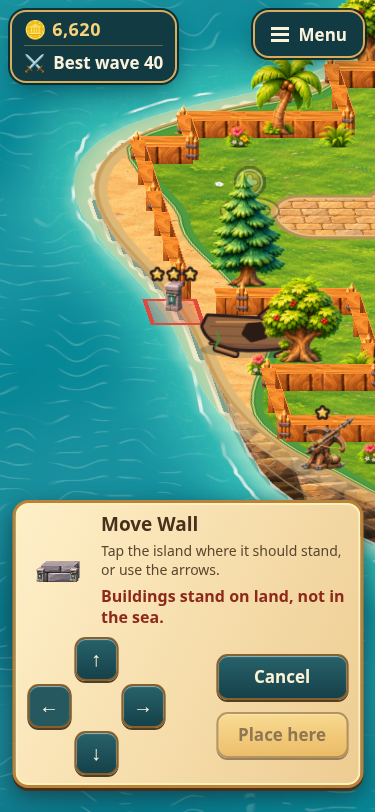 6,620
Best wave 40
Menu
Move Wall
Tap the island where it should stand,
or use the arrows.
Buildings stand on land, not in
the sea.
↑
← →
↓
Cancel
Place here